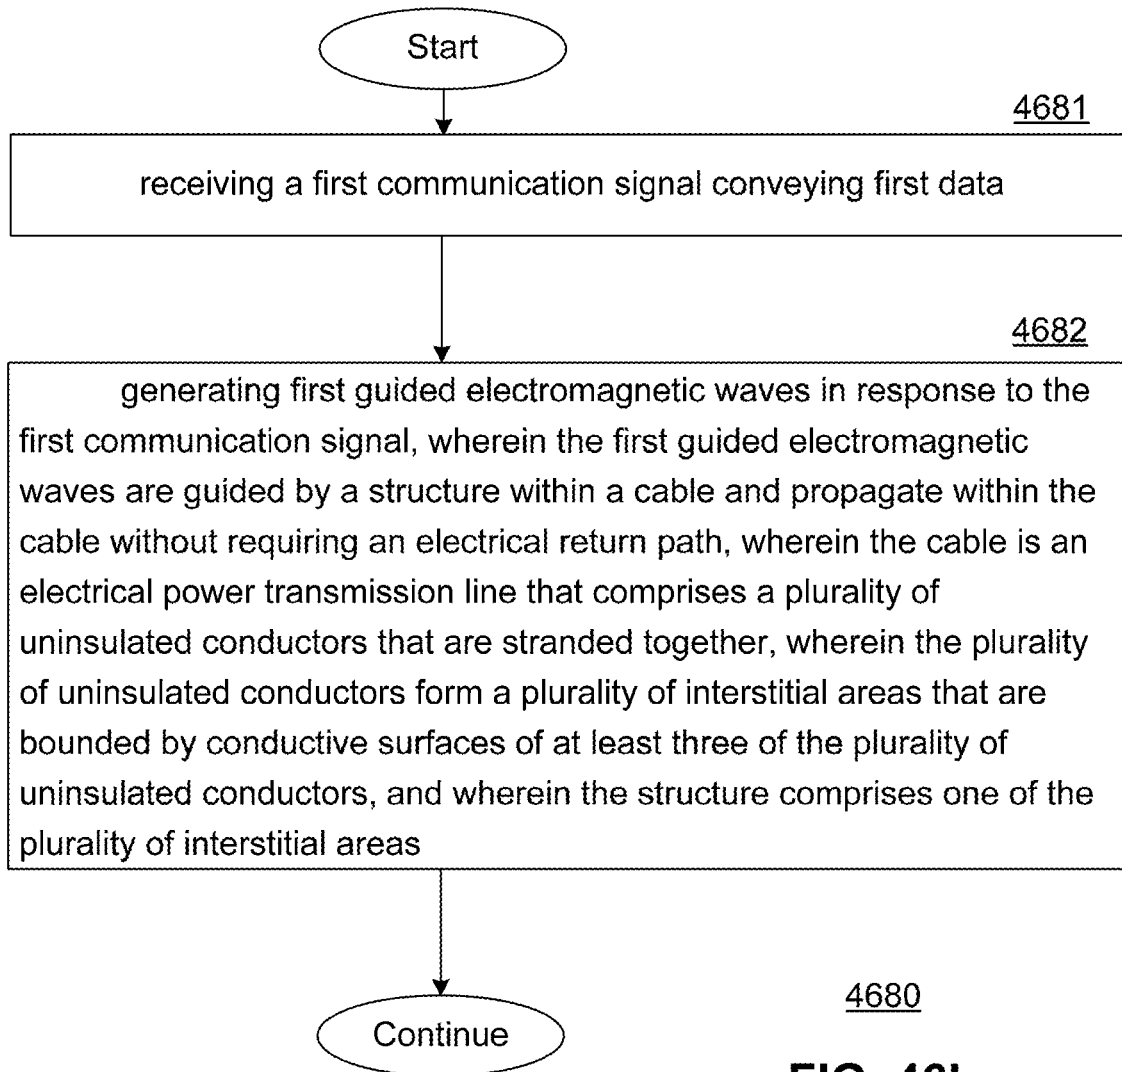 Start
4681
receiving a first communication signal conveying first data
4682
generating first guided electromagnetic waves in response to the
first communication signal, wherein the first guided electromagnetic
waves are guided by a structure within a cable and propagate within the
cable without requiring an electrical return path, wherein the cable is an
electrical power transmission line that comprises a plurality of
uninsulated conductors that are stranded together, wherein the plurality
of uninsulated conductors form a plurality of interstitial areas that are
bounded by conductive surfaces of at least three of the plurality of
uninsulated conductors, and wherein the structure comprises one of the
plurality of interstitial areas
4680
Continue
FIG.